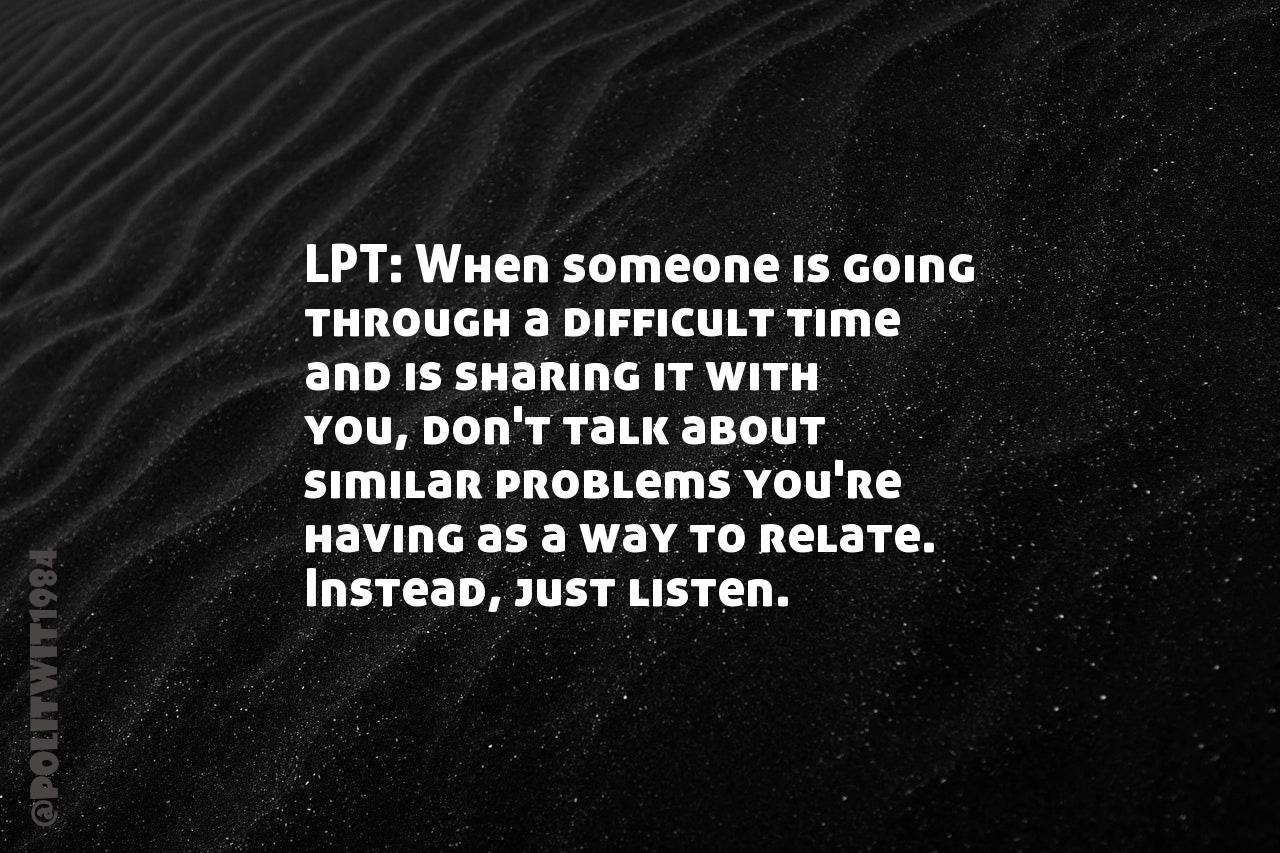 LPT: When someone is going
through a difficult time
and is sharing it with
you, don't talk about
similar problems you're
having as a way to relate.
Instead, just listen.
@politwit1984